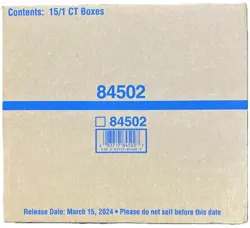 Contents: 15/1 CT Boxes
84502
84502
Release Date: March 15, 2024 • Please do not sell before this date